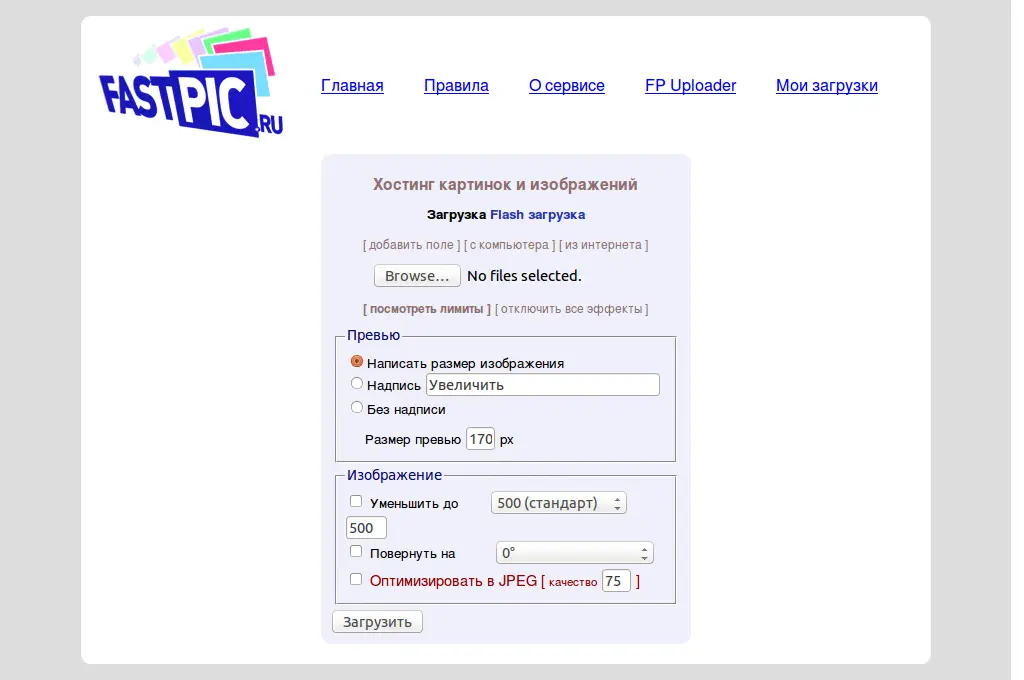 FASTPIC.RU
Главная Правила О сервисе FP Uploader Мои загрузки
Хостинг картинок и изображений
Загрузка Flash загрузка
[ добавить поле ] [ с компьютера ] [ из интернета ]
Browse... No files selected.
[ посмотреть лимиты ] [ отключить все эффекты ]
Превью
Написать размер изображения
Надпись Увеличить
Без надписи
Размер превью 170 px
Изображение
Уменьшить до 500 (стандарт)
500
Повернуть на 0°
Оптимизировать в JPEG [ качество 75 ]
Загрузить